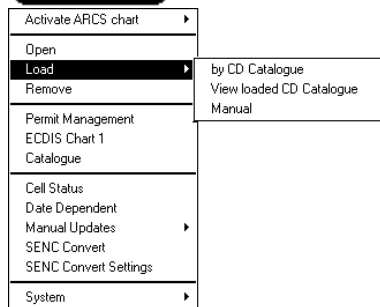 Activate ARCS chart
Open
Load
Remove
Permit Management
ECDIS Chart 1
Catalogue
Cell Status
Date Dependent
Manual Updates
SENC Convert
SENC Convert Settings
System
by CD Catalogue
View loaded CD Catalogue
Manual